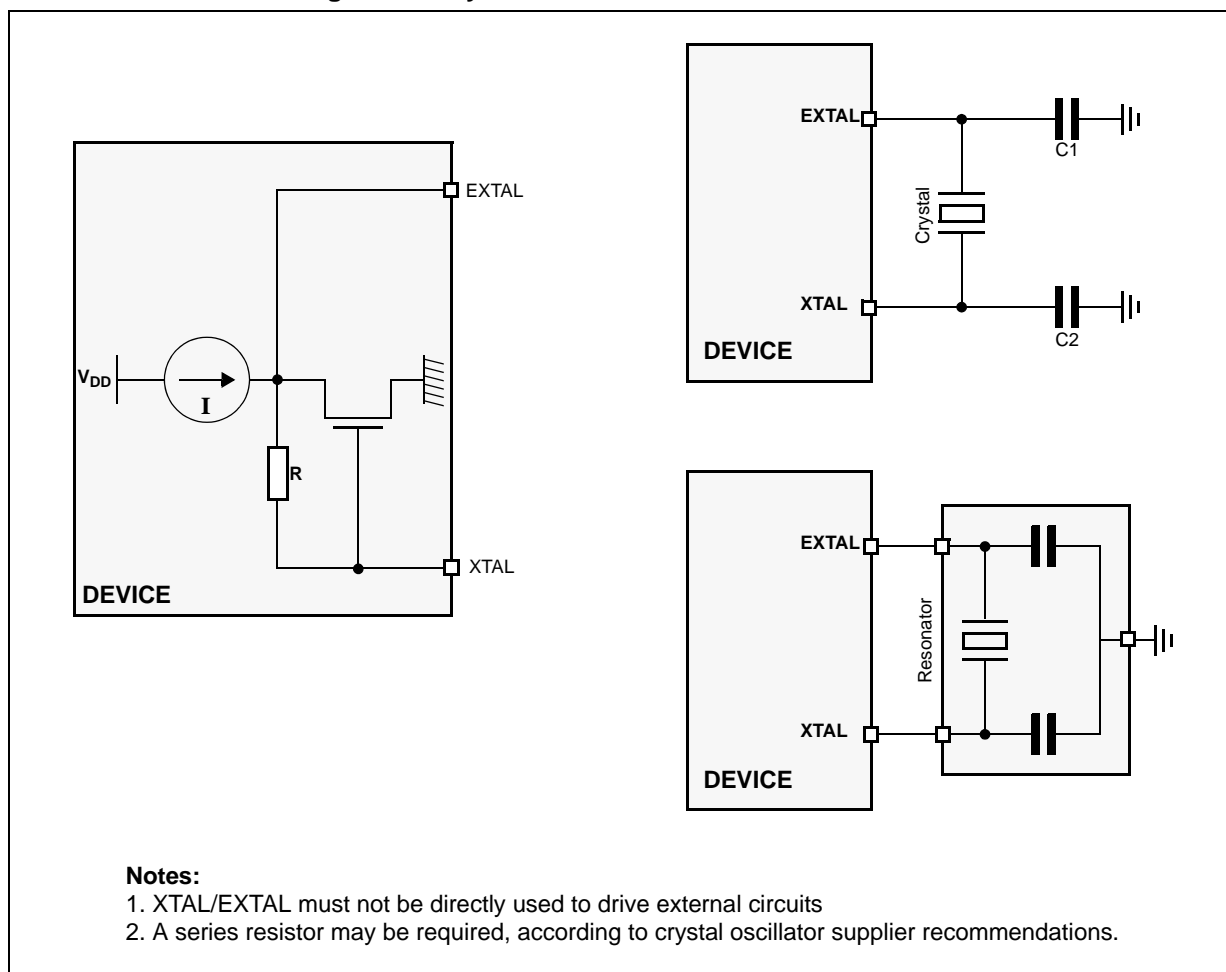 EXTAL
V_DD
I
R
XTAL
DEVICE
EXTAL
C1
Crystal
XTAL
C2
DEVICE
EXTAL
Resonator
XTAL
DEVICE
Notes:
1. XTAL/EXTAL must not be directly used to drive external circuits
2. A series resistor may be required, according to crystal oscillator supplier recommendations.